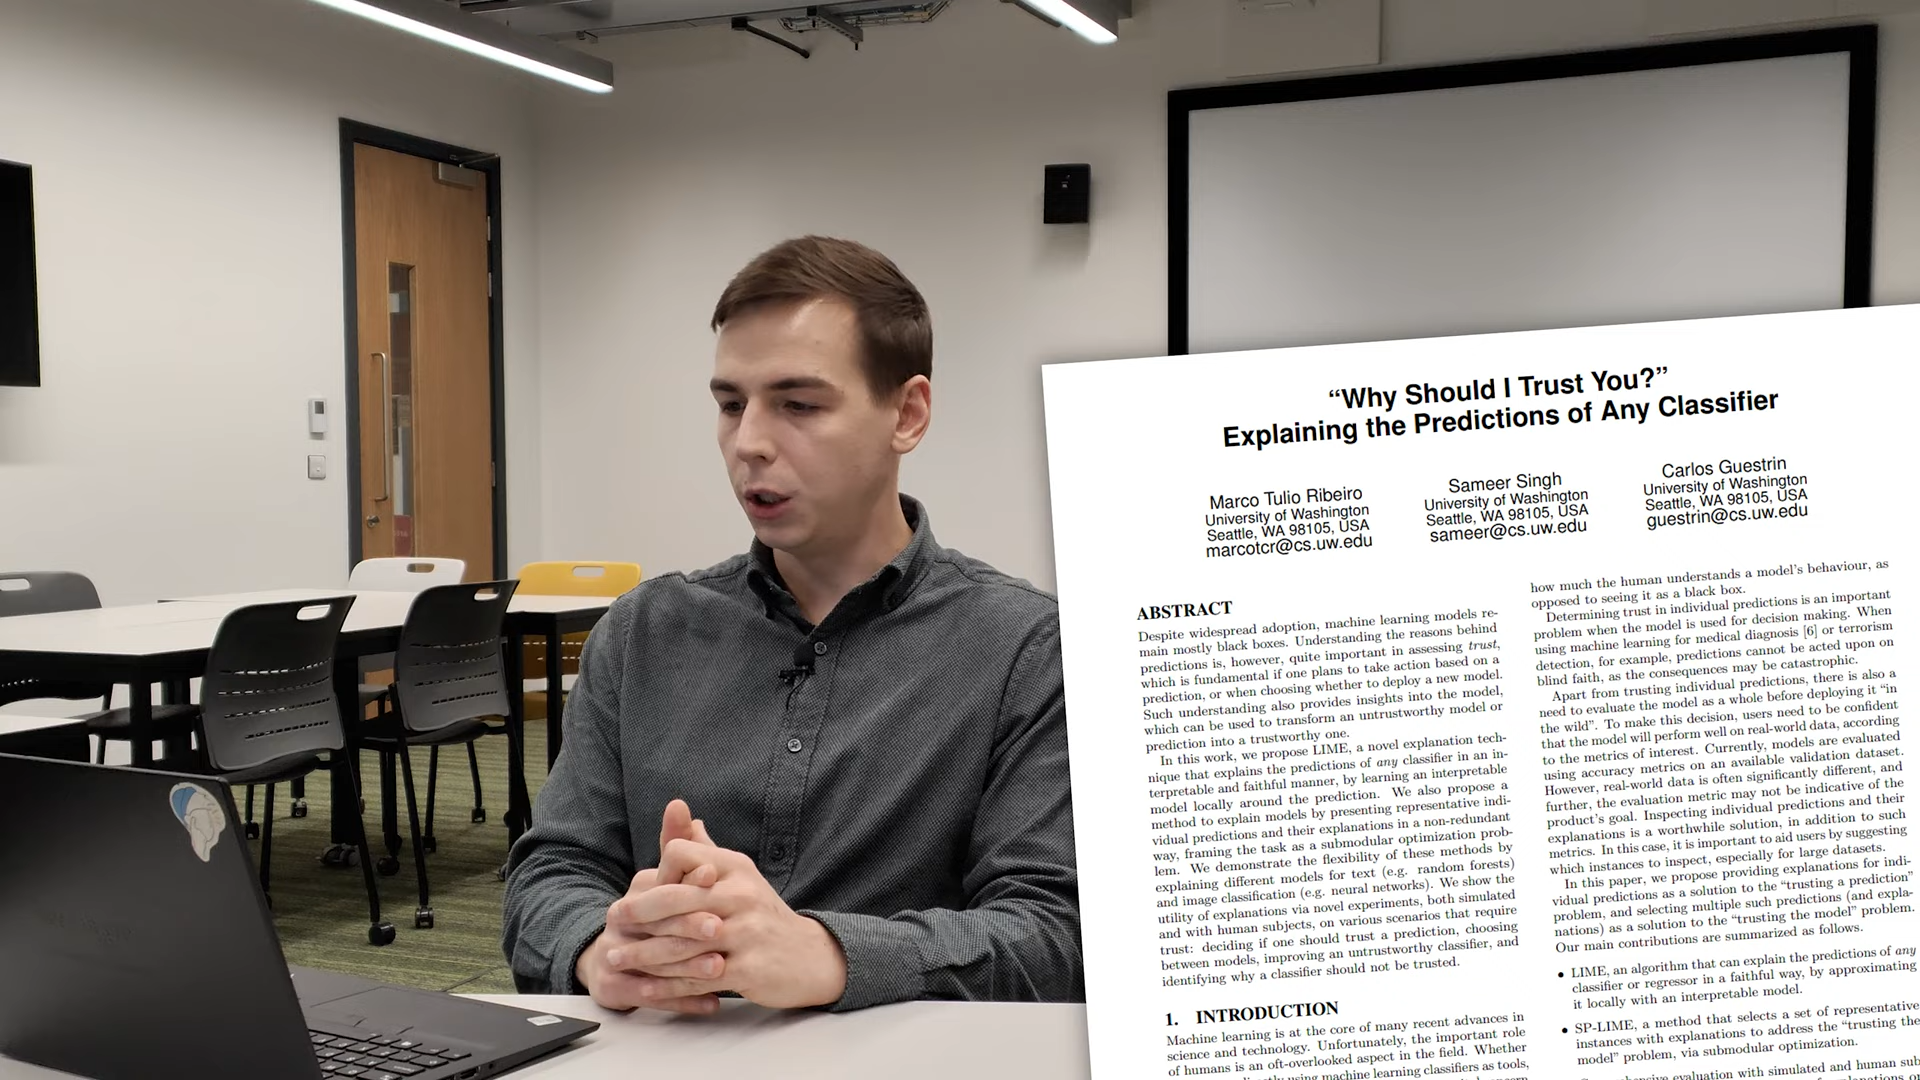 “Why Should I Trust You?”
Explaining the Predictions of Any Classifier
Marco Tulio Ribeiro
University of Washington
Seattle, WA 98105, USA
marcotcr@cs.uw.edu
Sameer Singh
University of Washington
Seattle, WA 98105, USA
sameer@cs.uw.edu
Carlos Guestrin
University of Washington
Seattle, WA 98105, USA
guestrin@cs.uw.edu
ABSTRACT
Despite widespread adoption, machine learning models re-
main mostly black boxes. Understanding the reasons behind
predictions is, however, quite important in assessing trust,
which is fundamental if one plans to take action based on a
prediction, or when choosing whether to deploy a new model.
Such understanding also provides insights into the model,
which can be used to transform an untrustworthy model or
prediction into a trustworthy one.
In this work, we propose LIME, a novel explanation tech-
nique that explains the predictions of any classifier in an in-
terpretable and faithful manner, by learning an interpretable
model locally around the prediction. We also propose a
method to explain models by presenting representative indi-
vidual predictions and their explanations in a non-redundant
way, framing the task as a submodular optimization prob-
lem. We demonstrate the flexibility of these methods by
explaining different models for text (e.g. random forests)
and image classification (e.g. neural networks). We show the
utility of explanations via novel experiments, both simulated
and with human subjects, on various scenarios that require
trust: deciding if one should trust a prediction, choosing
between models, improving an untrustworthy classifier, and
identifying why a classifier should not be trusted.
1. INTRODUCTION
Machine learning is at the core of many recent advances in
science and technology. Unfortunately, the important role
of humans is an oft-overlooked aspect in the field. Whether
using machine learning classifiers as tools,
how much the human understands a model’s behaviour, as
opposed to seeing it as a black box.
Determining trust in individual predictions is an important
problem when the model is used for decision making. When
using machine learning for medical diagnosis [6] or terrorism
detection, for example, predictions cannot be acted upon on
blind faith, as the consequences may be catastrophic.
Apart from trusting individual predictions, there is also a
need to evaluate the model as a whole before deploying it “in
the wild”. To make this decision, users need to be confident
that the model will perform well on real-world data, according
to the metrics of interest. Currently, models are evaluated
using accuracy metrics on an available validation dataset.
However, real-world data is often significantly different, and
further, the evaluation metric may not be indicative of the
product’s goal. Inspecting individual predictions and their
explanations is a worthwhile solution, in addition to such
metrics. In this case, it is important to aid users by suggesting
which instances to inspect, especially for large datasets.
In this paper, we propose providing explanations for indi-
vidual predictions as a solution to the “trusting a prediction”
problem, and selecting multiple such predictions (and expla-
nations) as a solution to the “trusting the model” problem.
Our main contributions are summarized as follows.
• LIME, an algorithm that can explain the predictions of any
classifier or regressor in a faithful way, by approximating
it locally with an interpretable model.
• SP-LIME, a method that selects a set of representative
instances with explanations to address the “trusting the
model” problem, via submodular optimization.
evaluation with simulated and human sub